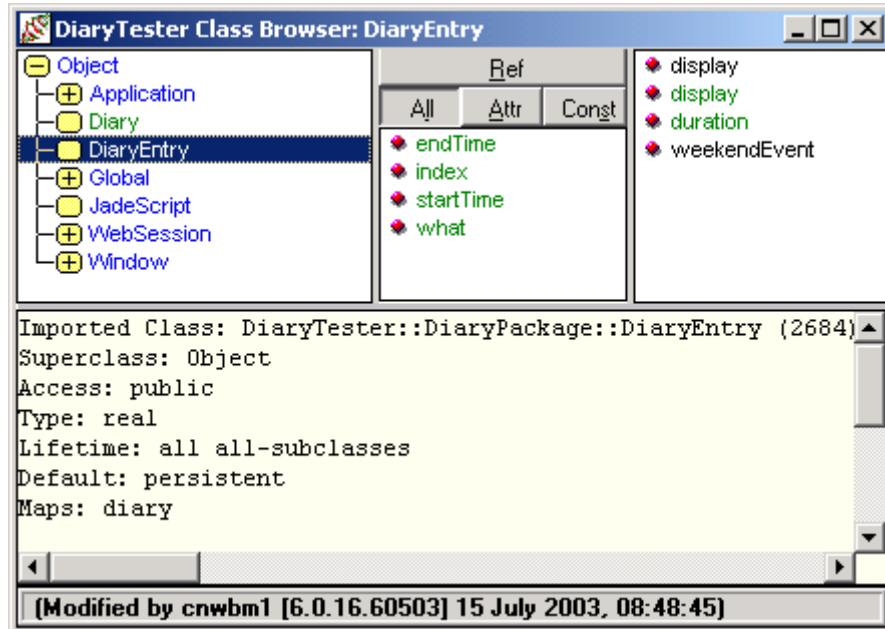 DiaryTester Class Browser: DiaryEntry
Object
Application
Diary
DiaryEntry
Global
JadeScript
WebSession
Window
Ref
All Attr Const
endTime
index
startTime
what
display
display
duration
weekendEvent
Imported Class: DiaryTester::DiaryPackage::DiaryEntry (2684)
Superclass: Object
Access: public
Type: real
Lifetime: all all-subclasses
Default: persistent
Maps: diary
(Modified by cnwbm1 [6.0.16.60503] 15 July 2003, 08:48:45)